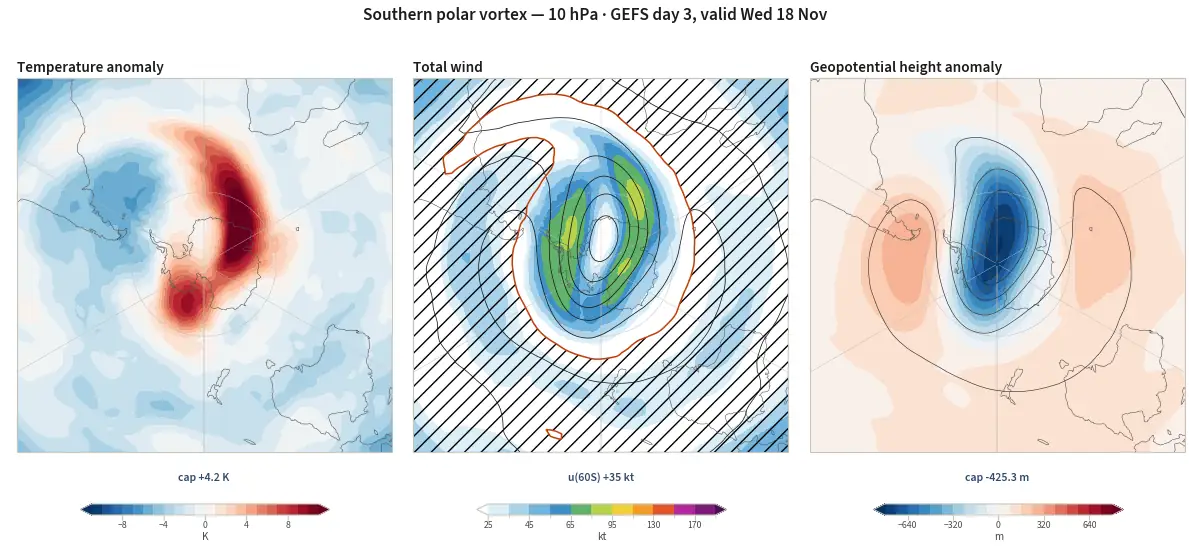 Southern polar vortex — 10 hPa · GEFS day 3, valid Wed 18 Nov
Temperature anomaly
Total wind
Geopotential height anomaly
cap +4.2 K
u(60S) +35 kt
cap -425.3 m
−8 −4 0 4 8
K
25 45 65 95 130 170
kt
−640 −320 0 320 640
m